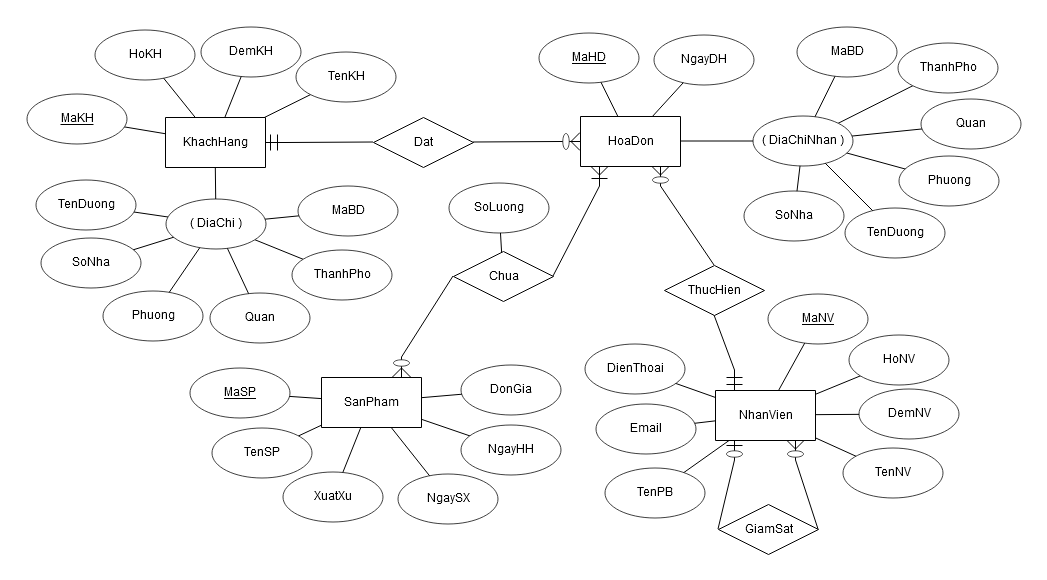 HoKH
DemKH
TenKH
MaKH
KhachHang
Dat
MaHD
NgayDH
HoaDon
MaBD
ThanhPho
Quan
( DiaChiNhan )
Phuong
SoNha
TenDuong
TenDuong
( DiaChi )
MaBD
SoNha
ThanhPho
Phuong
Quan
SoLuong
Chua
ThucHien
MaNV
HoNV
DienThoai
NhanVien
DemNV
Email
TenNV
TenPB
GiamSat
MaSP
SanPham
DonGia
TenSP
NgayHH
XuatXu
NgaySX